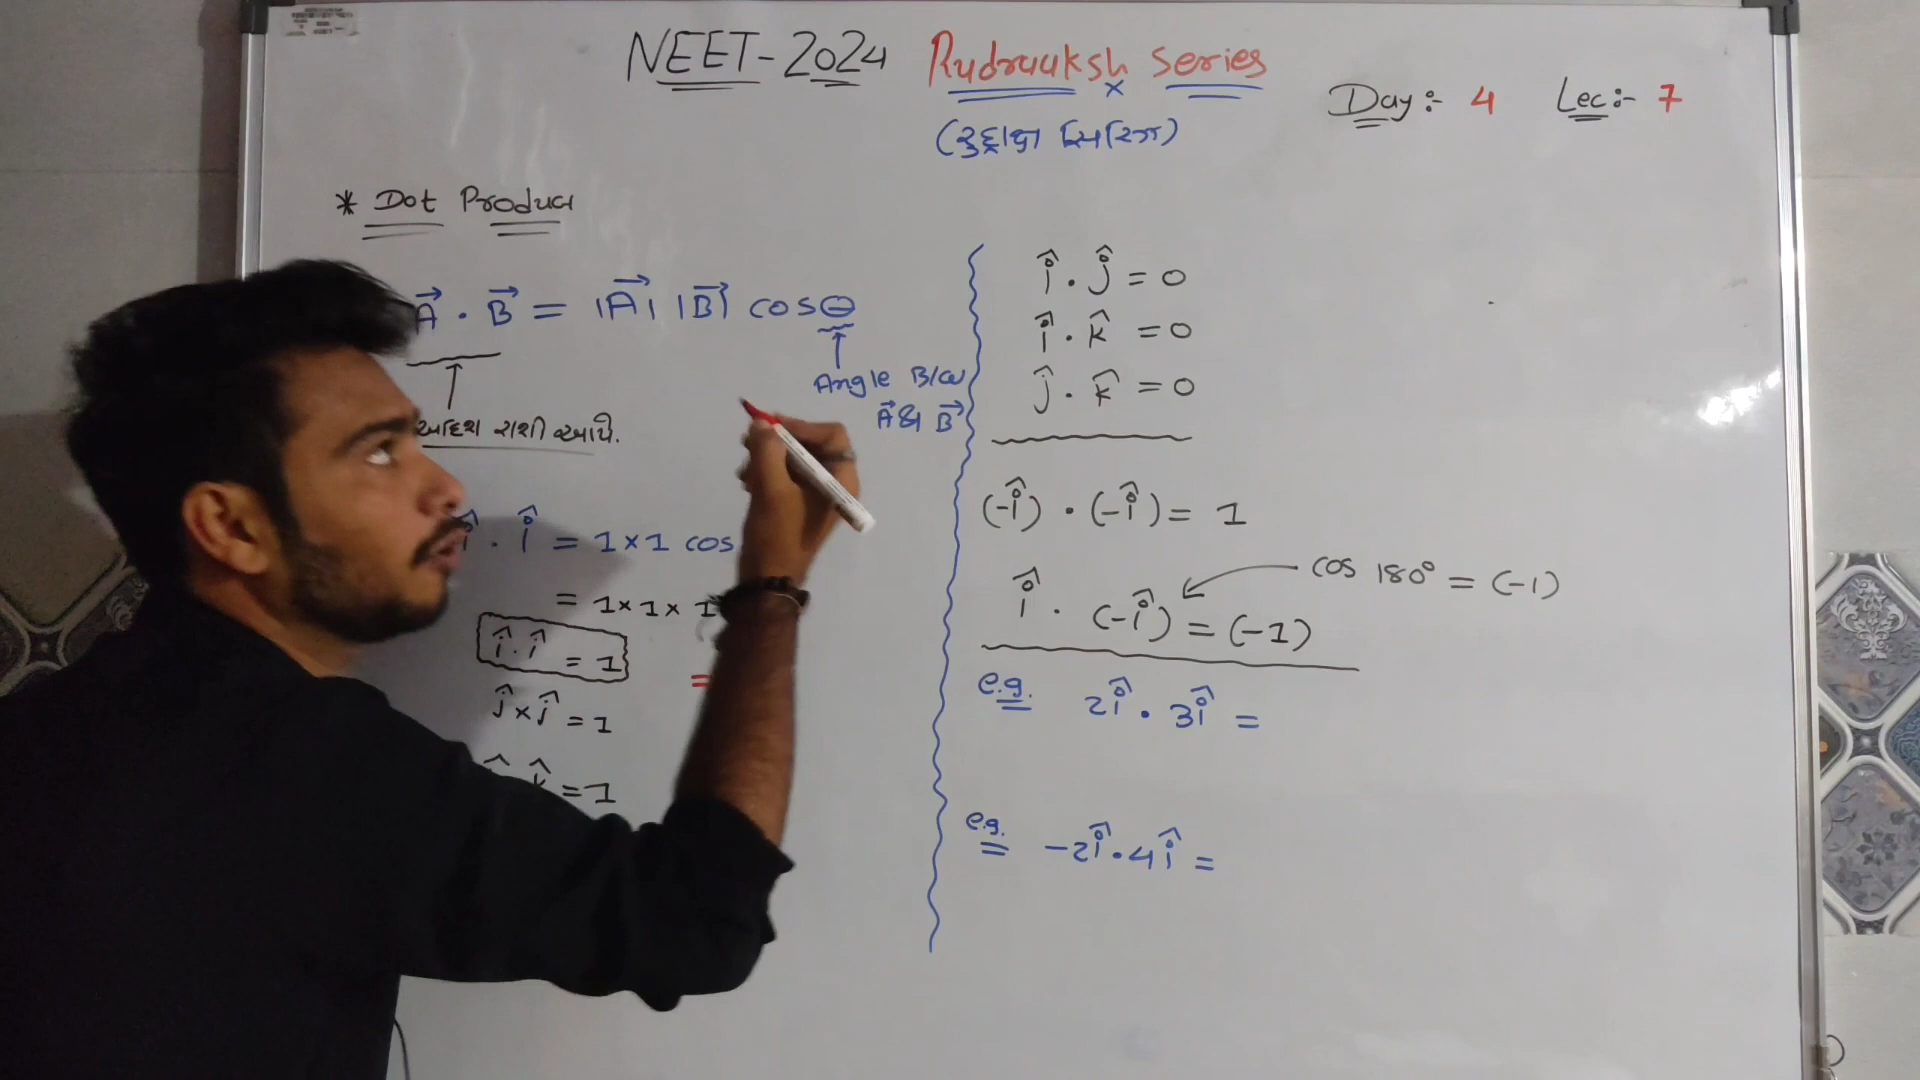 NEET-2024 Rudraaksh Series
(રુદ્રાક્ષ સિરિઝ)
Day:- 4 Lec:- 7
* Dot Product
A⃗ · B⃗ = |A⃗| |B⃗| cosθ
Angle B/w
A⃗ & B⃗
અદિશ રાશી આપે.
î · î = 1×1 cos
= 1×1×1
î·î = 1
=
ĵ×ĵ = 1
k̂ = 1
î · ĵ = 0
î · k̂ = 0
ĵ · k̂ = 0
(-î) · (-î) = 1
cos 180° = (-1)
î · (-î) = (-1)
e.g. 2î · 3î =
e.g. -2î · 4î =